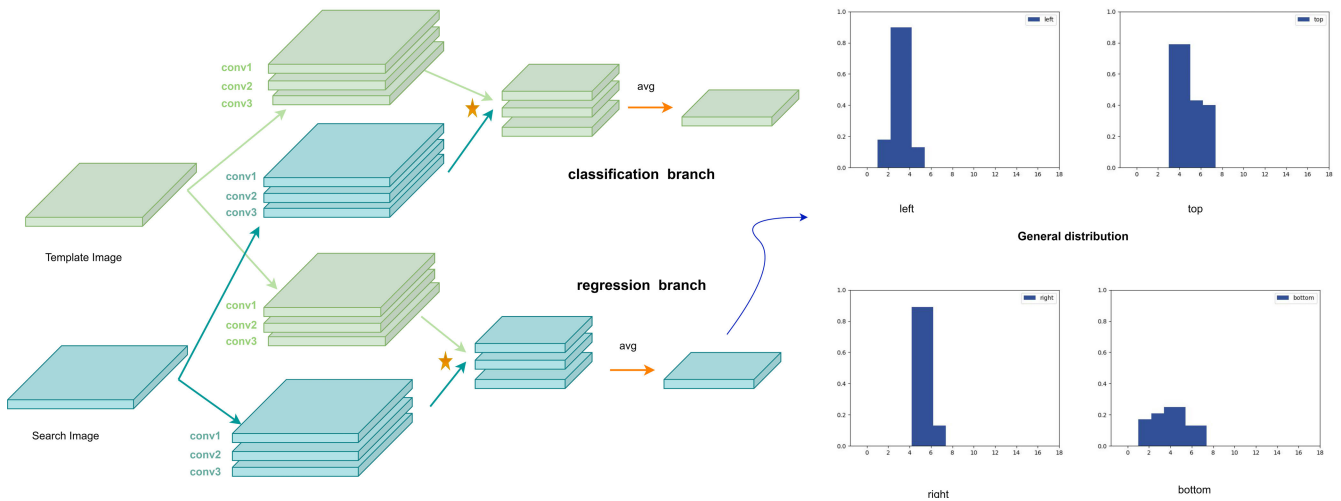 conv1
conv2
conv3
avg
conv1
conv2
conv3
classification branch
Template Image
conv1
conv2
conv3
regression branch
avg
Search Image
conv1
conv2
conv3
1.0
0.8
0.6
0.4
0.2
0.0
0 2 4 6 8 10 12 14 16 18
left
left
1.0
0.8
0.6
0.4
0.2
0.0
0 2 4 6 8 10 12 14 16 18
top
top
General distribution
1.0
0.8
0.6
0.4
0.2
0.0
0 2 4 6 8 10 12 14 16 18
right
right
1.0
0.8
0.6
0.4
0.2
0.0
0 2 4 6 8 10 12 14 16 18
bottom
bottom